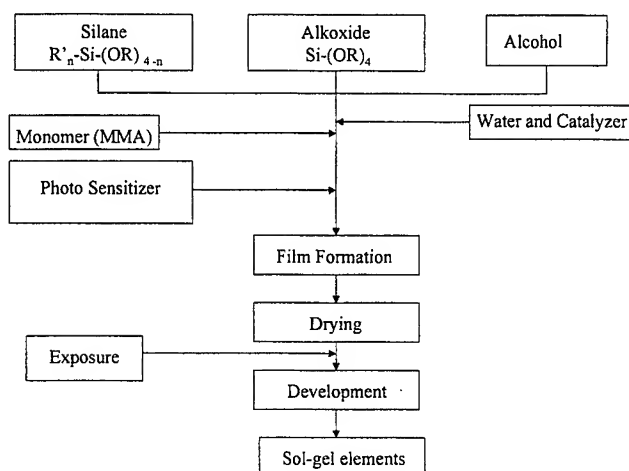 Silane
R'n-Si-(OR) 4-n
Alkoxide
Si-(OR)4
Alcohol
Water and Catalyzer
Monomer (MMA)
Photo Sensitizer
Film Formation
Drying
Exposure
Development
Sol-gel elements